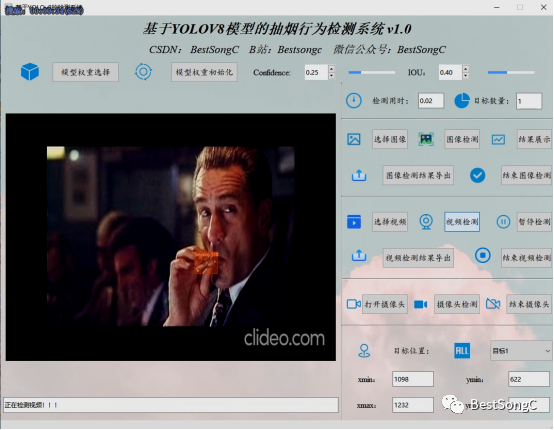 基于YOLOV8模型的抽烟行为检测系统 v1.0
CSDN： BestSongC B站：Bestsongc 微信公众号：BestSongC
模型权重选择 模型权重初始化 Confidence: 0.25 IOU： 0.40
检测用时： 0.02 目标数量： 1
选择图像 图像检测 结果展示
图像检测结果导出 结束图像检测
选择视频 视频检测 暂停检测
视频检测结果导出 结束视频检测
打开摄像头 摄像头检测 结束摄像头
clideo.com
目标位置： ALL 目标1
xmin： 1098 ymin： 622
xmax： 1232
BestSongC
正在检测视频！！！